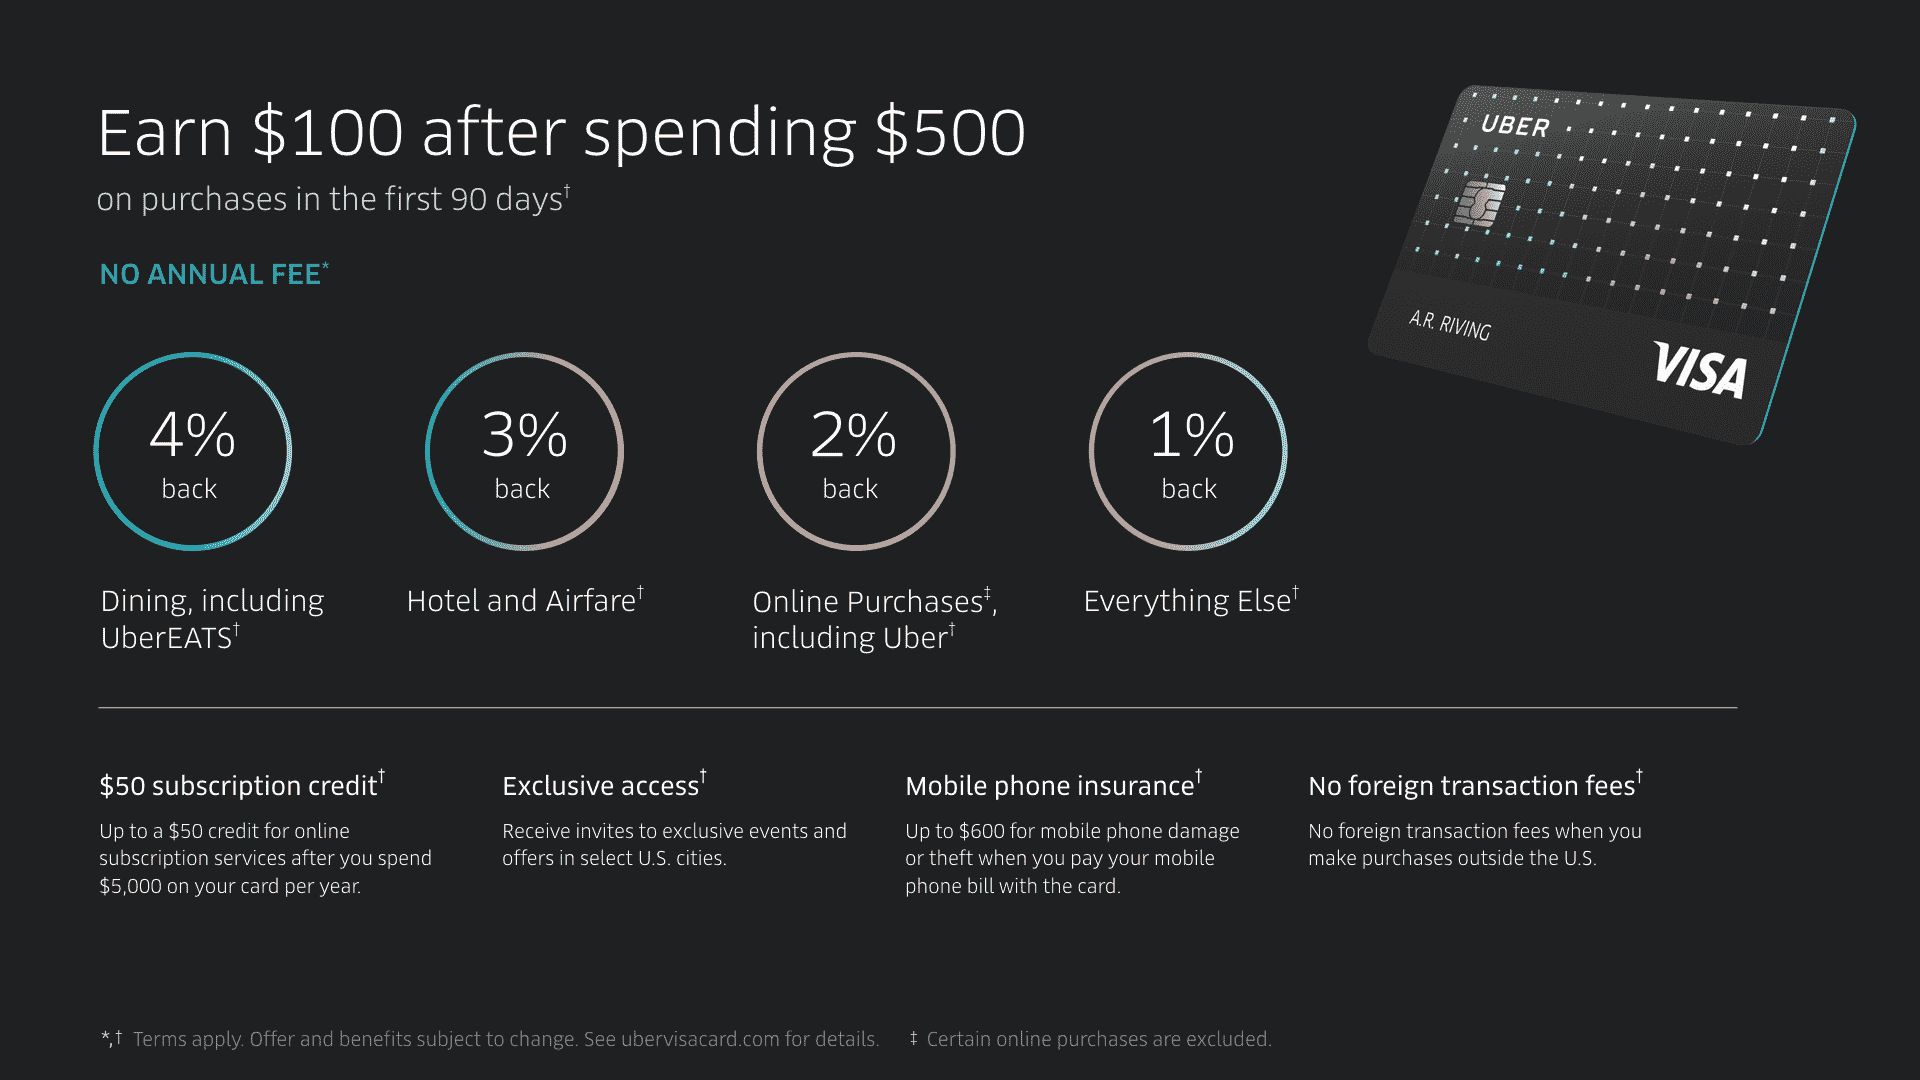 Earn $100 after spending $500
on purchases in the first 90 days†
NO ANNUAL FEE*
UBER
A.R. RIVING
VISA
4%
back
Dining, including
UberEATS†
3%
back
Hotel and Airfare†
2%
back
Online Purchases‡,
including Uber†
1%
back
Everything Else†
$50 subscription credit†
Up to a $50 credit for online
subscription services after you spend
$5,000 on your card per year.
Exclusive access†
Receive invites to exclusive events and
offers in select U.S. cities.
Mobile phone insurance†
Up to $600 for mobile phone damage
or theft when you pay your mobile
phone bill with the card.
No foreign transaction fees†
No foreign transaction fees when you
make purchases outside the U.S.
*,† Terms apply. Offer and benefits subject to change. See ubervisacard.com for details.
‡ Certain online purchases are excluded.